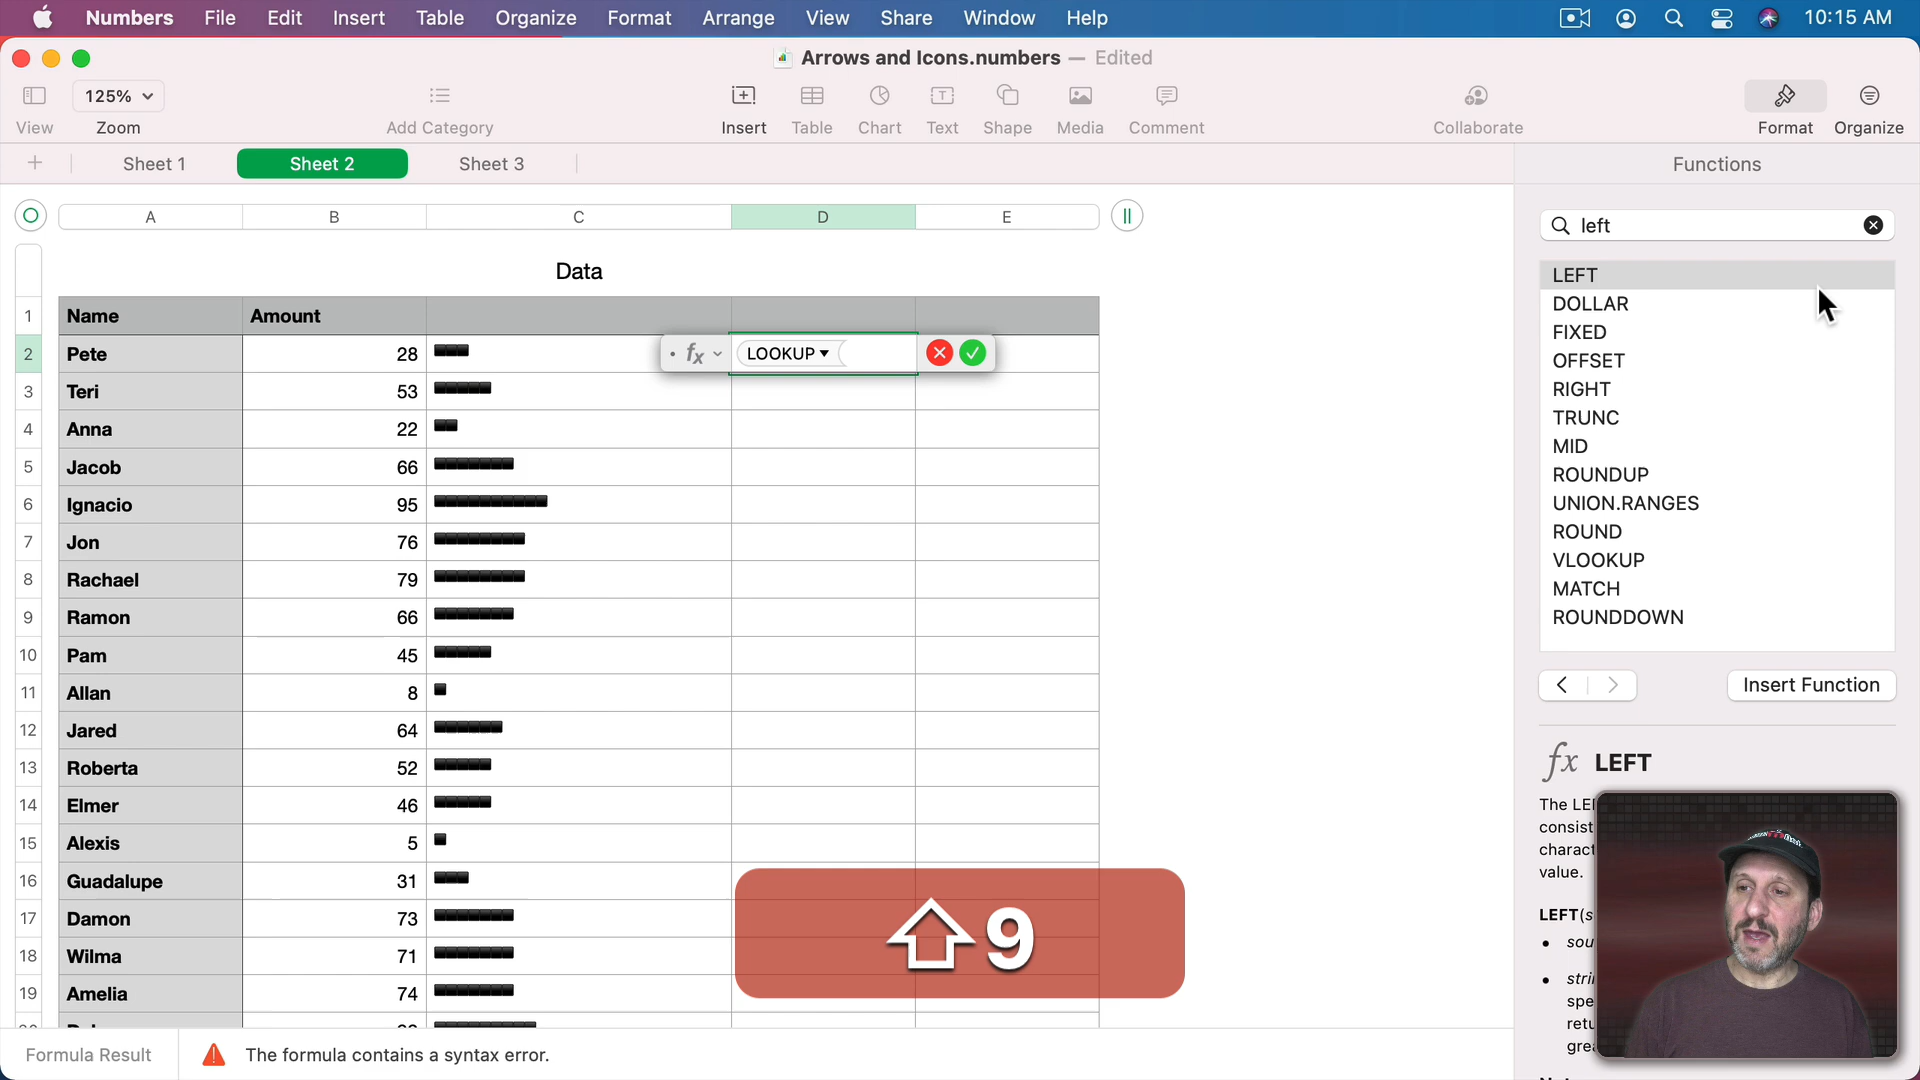 Numbers File Edit Insert Table Organize Format Arrange View Share Window Help 10:15 AM
Arrows and Icons.numbers — Edited
125%
View Zoom Add Category Insert Table Chart Text Shape Media Comment Collaborate Format Organize
Sheet 1 Sheet 2 Sheet 3 Functions
A B C D E
left
Data
LEFT
DOLLAR
FIXED
OFFSET
RIGHT
TRUNC
MID
ROUNDUP
UNION.RANGES
ROUND
VLOOKUP
MATCH
ROUNDDOWN
1 Name Amount
2 Pete 28 fx LOOKUP
3 Teri 53
4 Anna 22
5 Jacob 66
6 Ignacio 95
7 Jon 76
8 Rachael 79
9 Ramon 66
10 Pam 45
11 Allan 8
12 Jared 64
13 Roberta 52
14 Elmer 46
15 Alexis 5
16 Guadalupe 31
17 Damon 73
18 Wilma 71
19 Amelia 74
Insert Function
fx LEFT
The
consist
charact
value.
LEFT(s
• sou
• stri
spe
retu
grea
9
Formula Result The formula contains a syntax error.